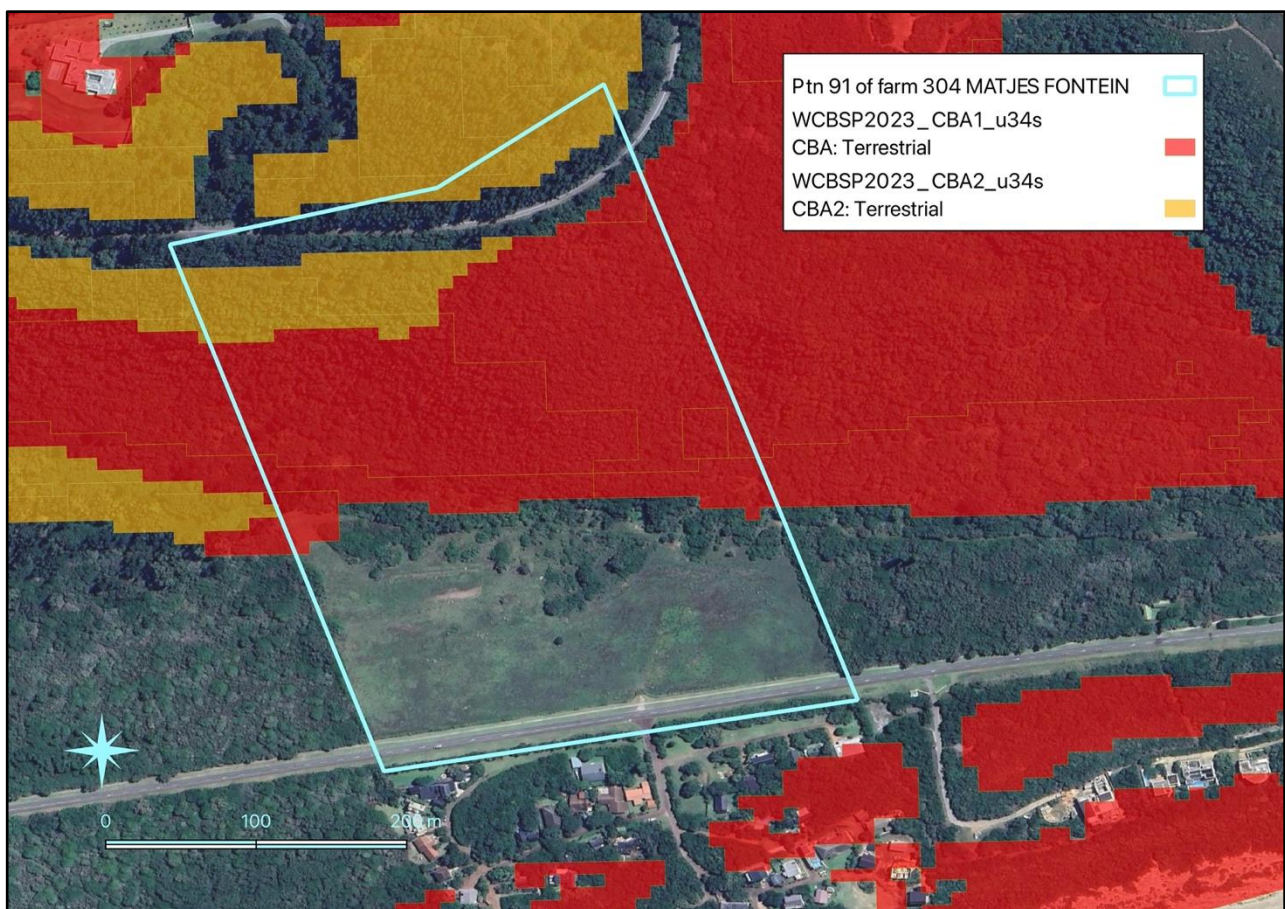 Ptn 91 of farm 304 MATJES FONTEIN
WCBSP2023_CBA1_u34s
CBA: Terrestrial
WCBSP2023_CBA2_u34s
CBA2: Terrestrial
0 100 200 m